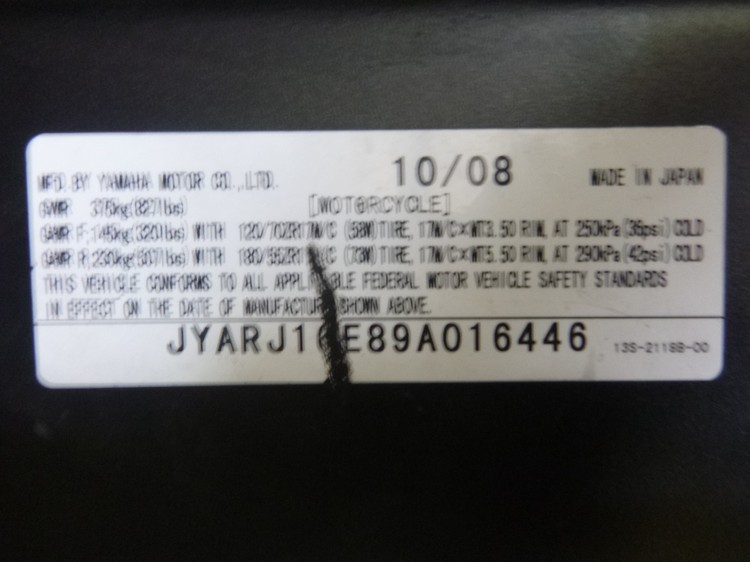 MFD. BY YAMAHA MOTOR CO., LTD. 10/08 MADE IN JAPAN
GVWR 375kg(827lbs) [MOTORCYCLE]
GAWR F;145kg(320lbs) WITH 120/70ZR17M/C (58W)TIRE, 17M/C×MT3.50 RIM, AT 250kPa(36psi)COLD
GAWR R;230kg(507lbs) WITH (73W)TIRE, 17M/C×MT5.50 RIM, AT 290kPa(42psi)COLD
THIS VEHICLE CONFORMS TO ALL APPLICABLE FEDERAL MOTOR VEHICLE SAFETY STANDARDS
IN EFFECT ON THE DATE OF MANUFACTURE SHOWN ABOVE.
JYARJ16E89A016446 13S-2118B-00